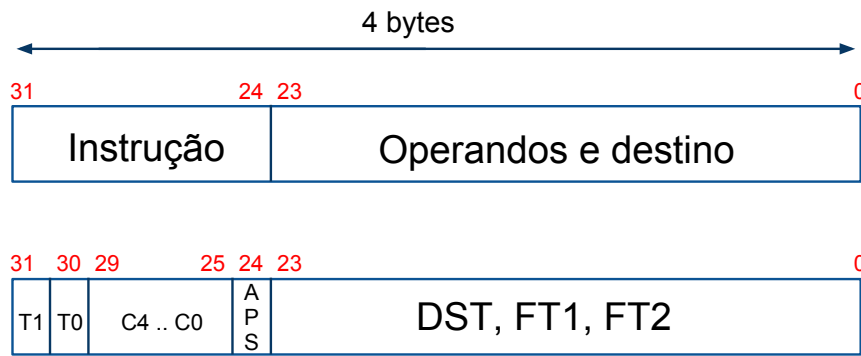 4 bytes
31 24 23 0
Instrução Operandos e destino
31 30 29 25 24 23 0
T1 T0 C4 .. C0 A P S DST, FT1, FT2